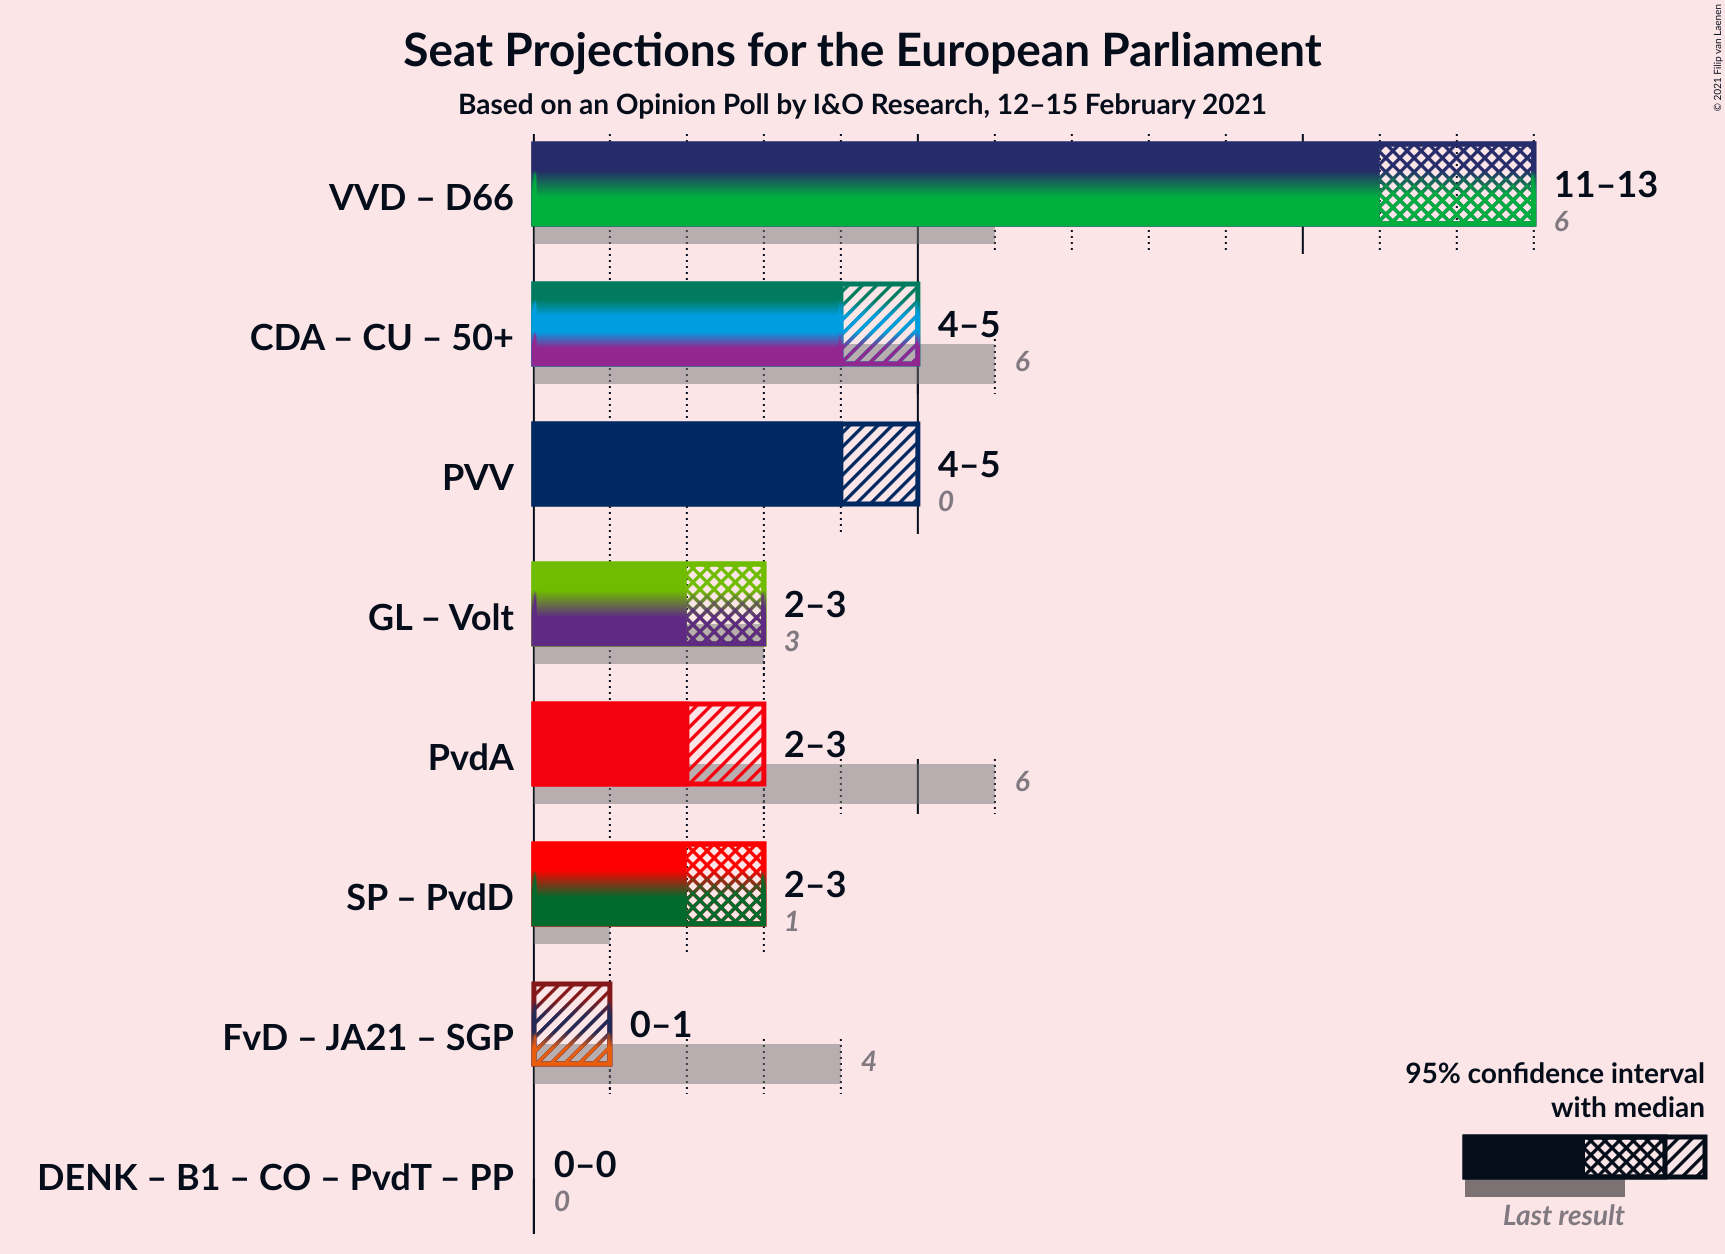 Seat Projections for the European Parliament
Based on an Opinion Poll by I&O Research, 12–15 February 2021
© 2021 Filip van Laenen
VVD – D66
11–13
6
CDA – CU – 50+
4–5
6
PVV
4–5
0
GL – Volt
2–3
3
PvdA
2–3
6
SP – PvdD
2–3
1
FvD – JA21 – SGP
0–1
4
DENK – B1 – CO – PvdT – PP
0–0
0
95% confidence interval
with median
Last result